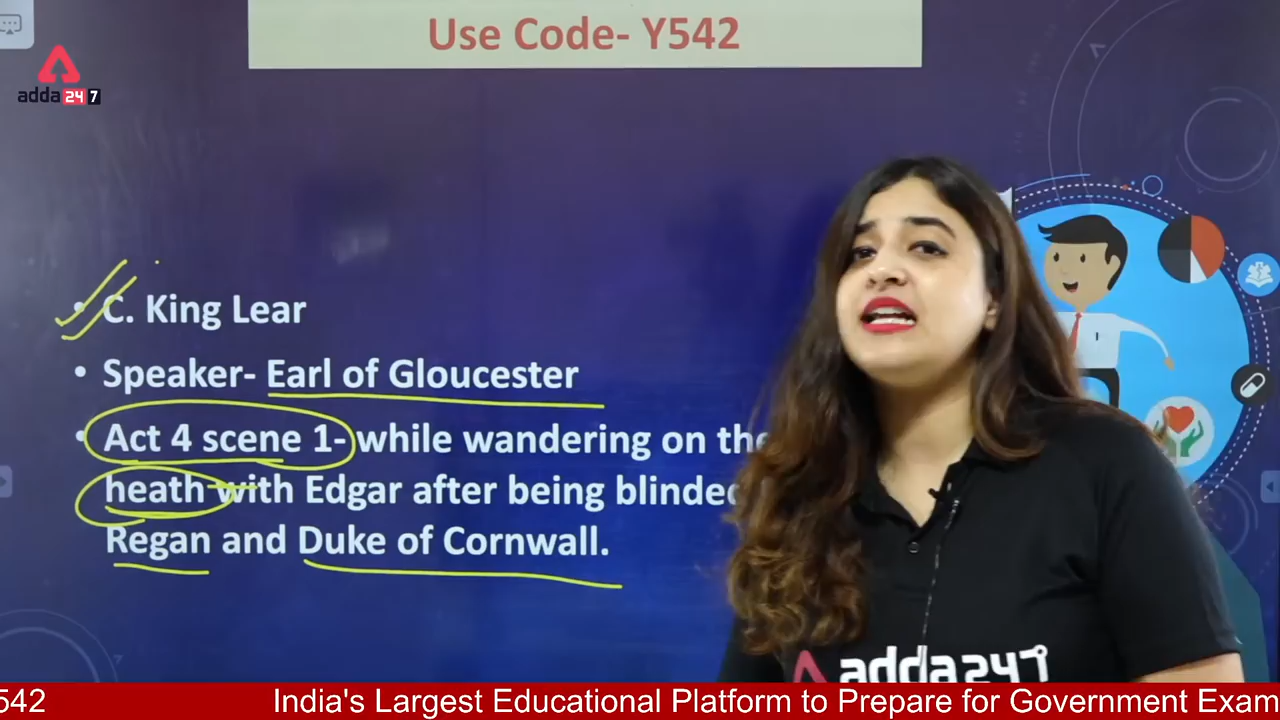 Use Code- Y542
adda 24 7
• C. King Lear
• Speaker- Earl of Gloucester
• Act 4 scene 1- while wandering on the
heath with Edgar after being blinded
Regan and Duke of Cornwall.
adda247
542 India's Largest Educational Platform to Prepare for Government Exam